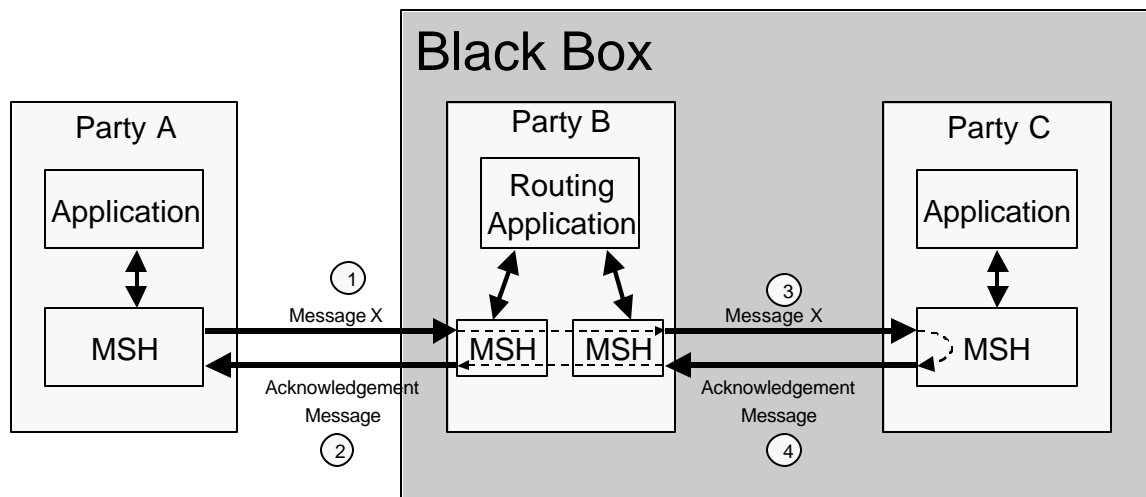 Black Box
Party A
Application
MSH
1
Message X
Acknowledgement
Message
2
Party B
Routing
Application
MSH
MSH
3
Message X
Acknowledgement
Message
4
Party C
Application
MSH